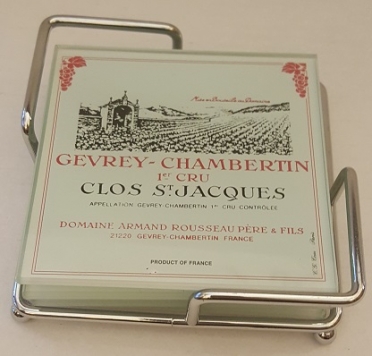 GEVREY-CHAMBERTIN
1er CRU
CLOS St JACQUES
APPELLATION GEVREY-CHAMBERTIN 1er CRU CONTRÔLÉE
DOMAINE ARMAND ROUSSEAU PÈRE & FILS
21220 GEVREY-CHAMBERTIN FRANCE
PRODUCT OF FRANCE